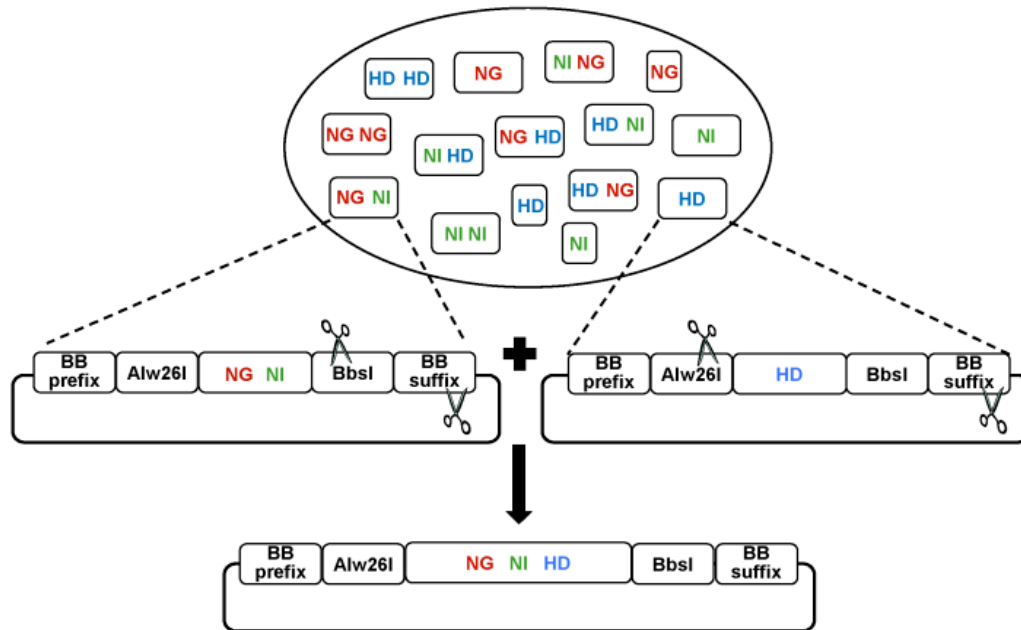 HD HD
NG
NI NG
NG
NG NG
NI HD
NG HD
HD NI
NI
NG NI
NI NI
HD
HD NG
NI
HD
BB prefix
Alw26I
NG NI
BbsI
BB suffix
BB prefix
Alw26I
HD
BbsI
BB suffix
BB prefix
Alw26I
NG NI HD
BbsI
BB suffix